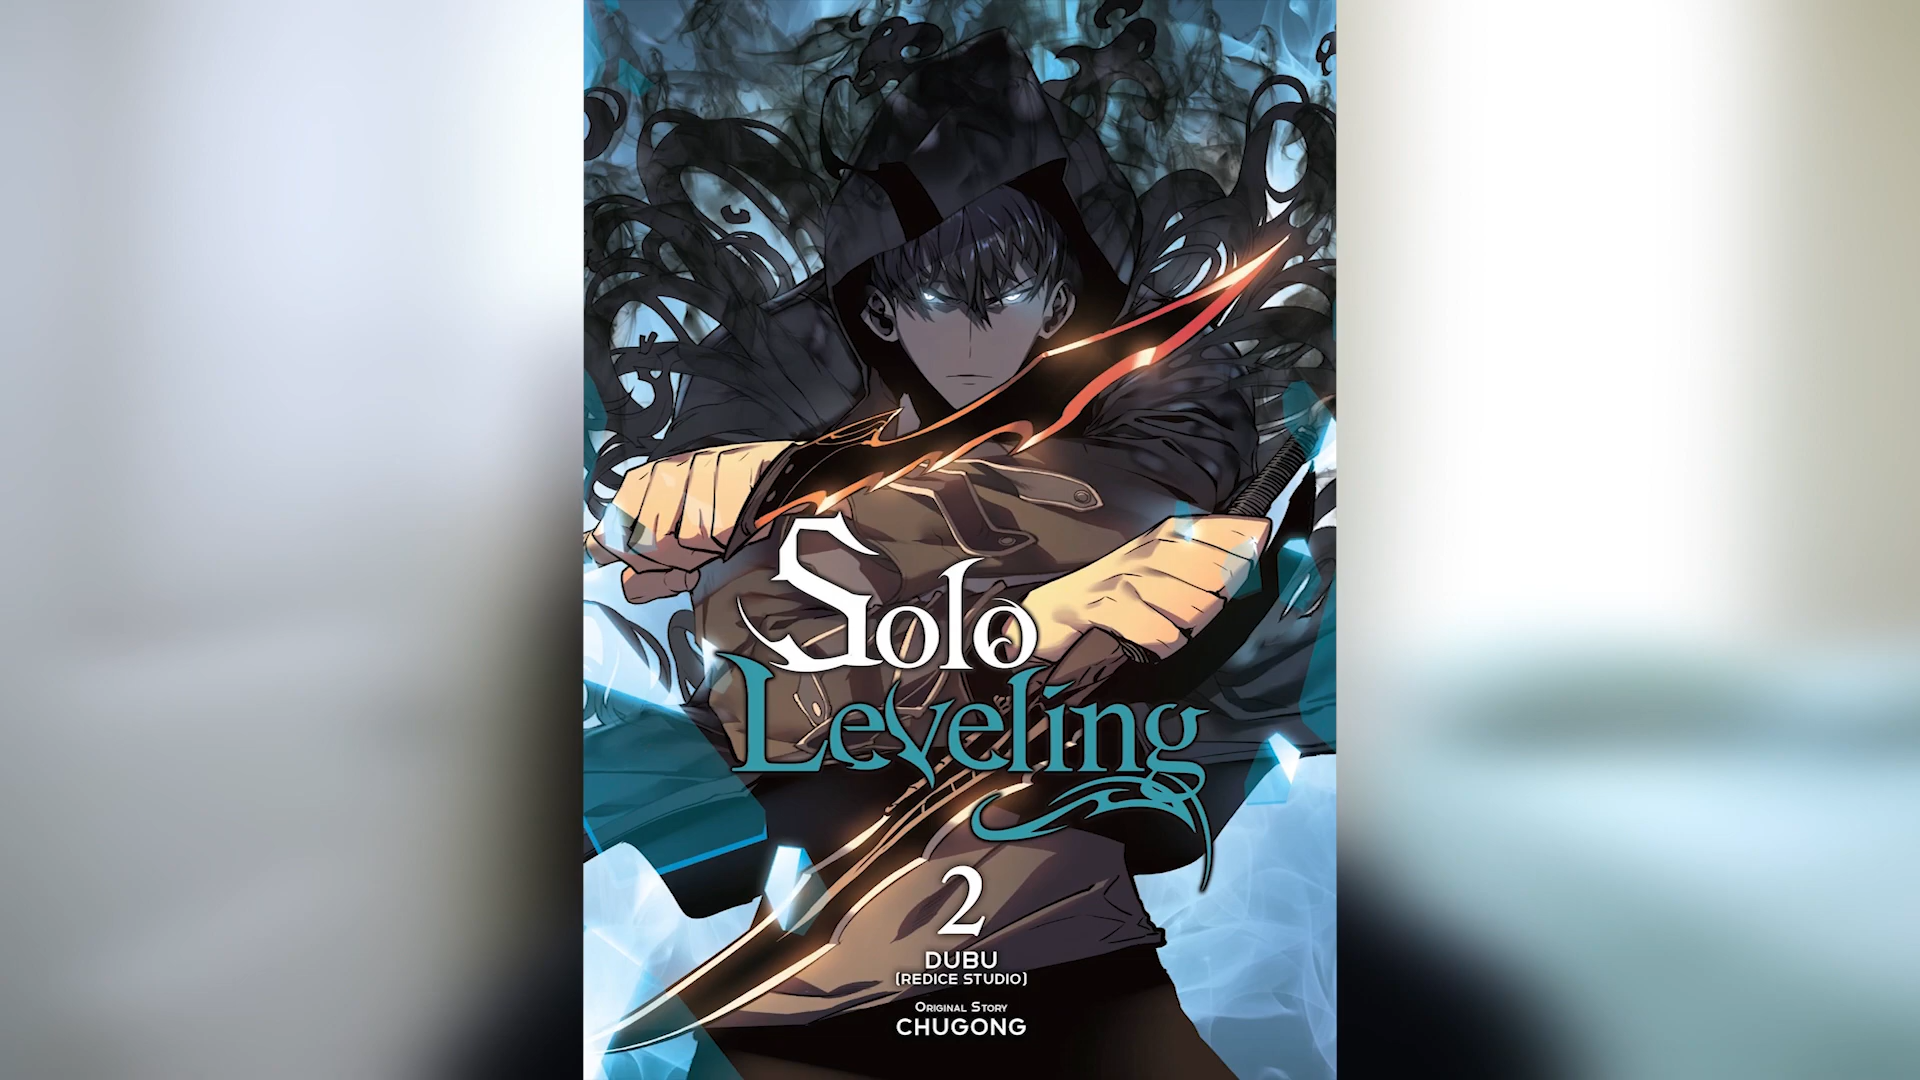 Solo
Leveling
2
DUBU
(REDICE STUDIO)
ORIGINAL STORY
CHUGONG